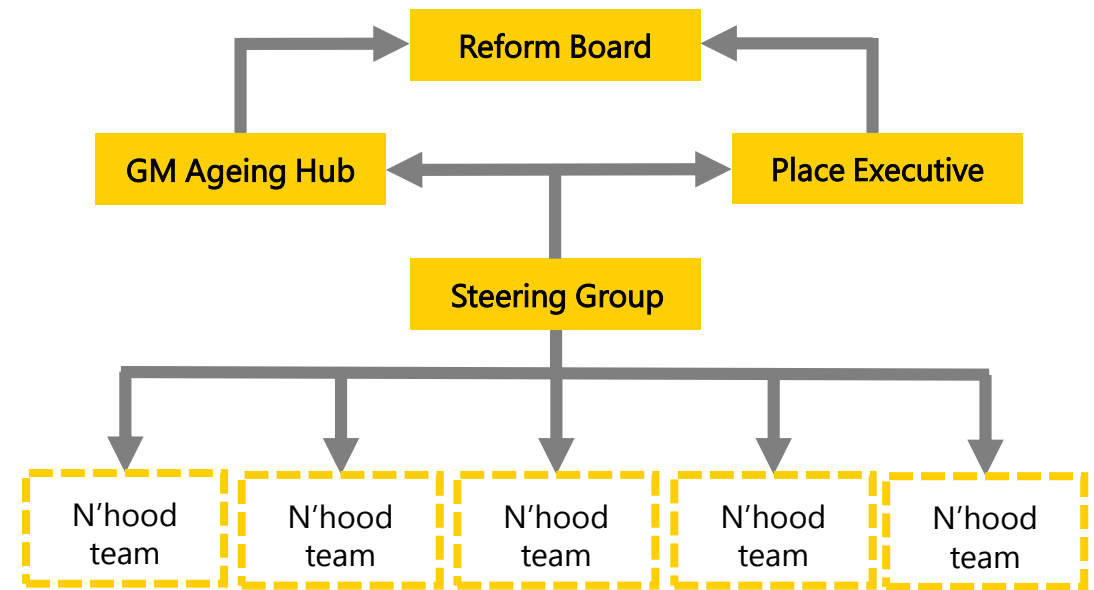 Reform Board
GM Ageing Hub
Place Executive
Steering Group
N’hood
team
N’hood
team
N’hood
team
N’hood
team
N’hood
team